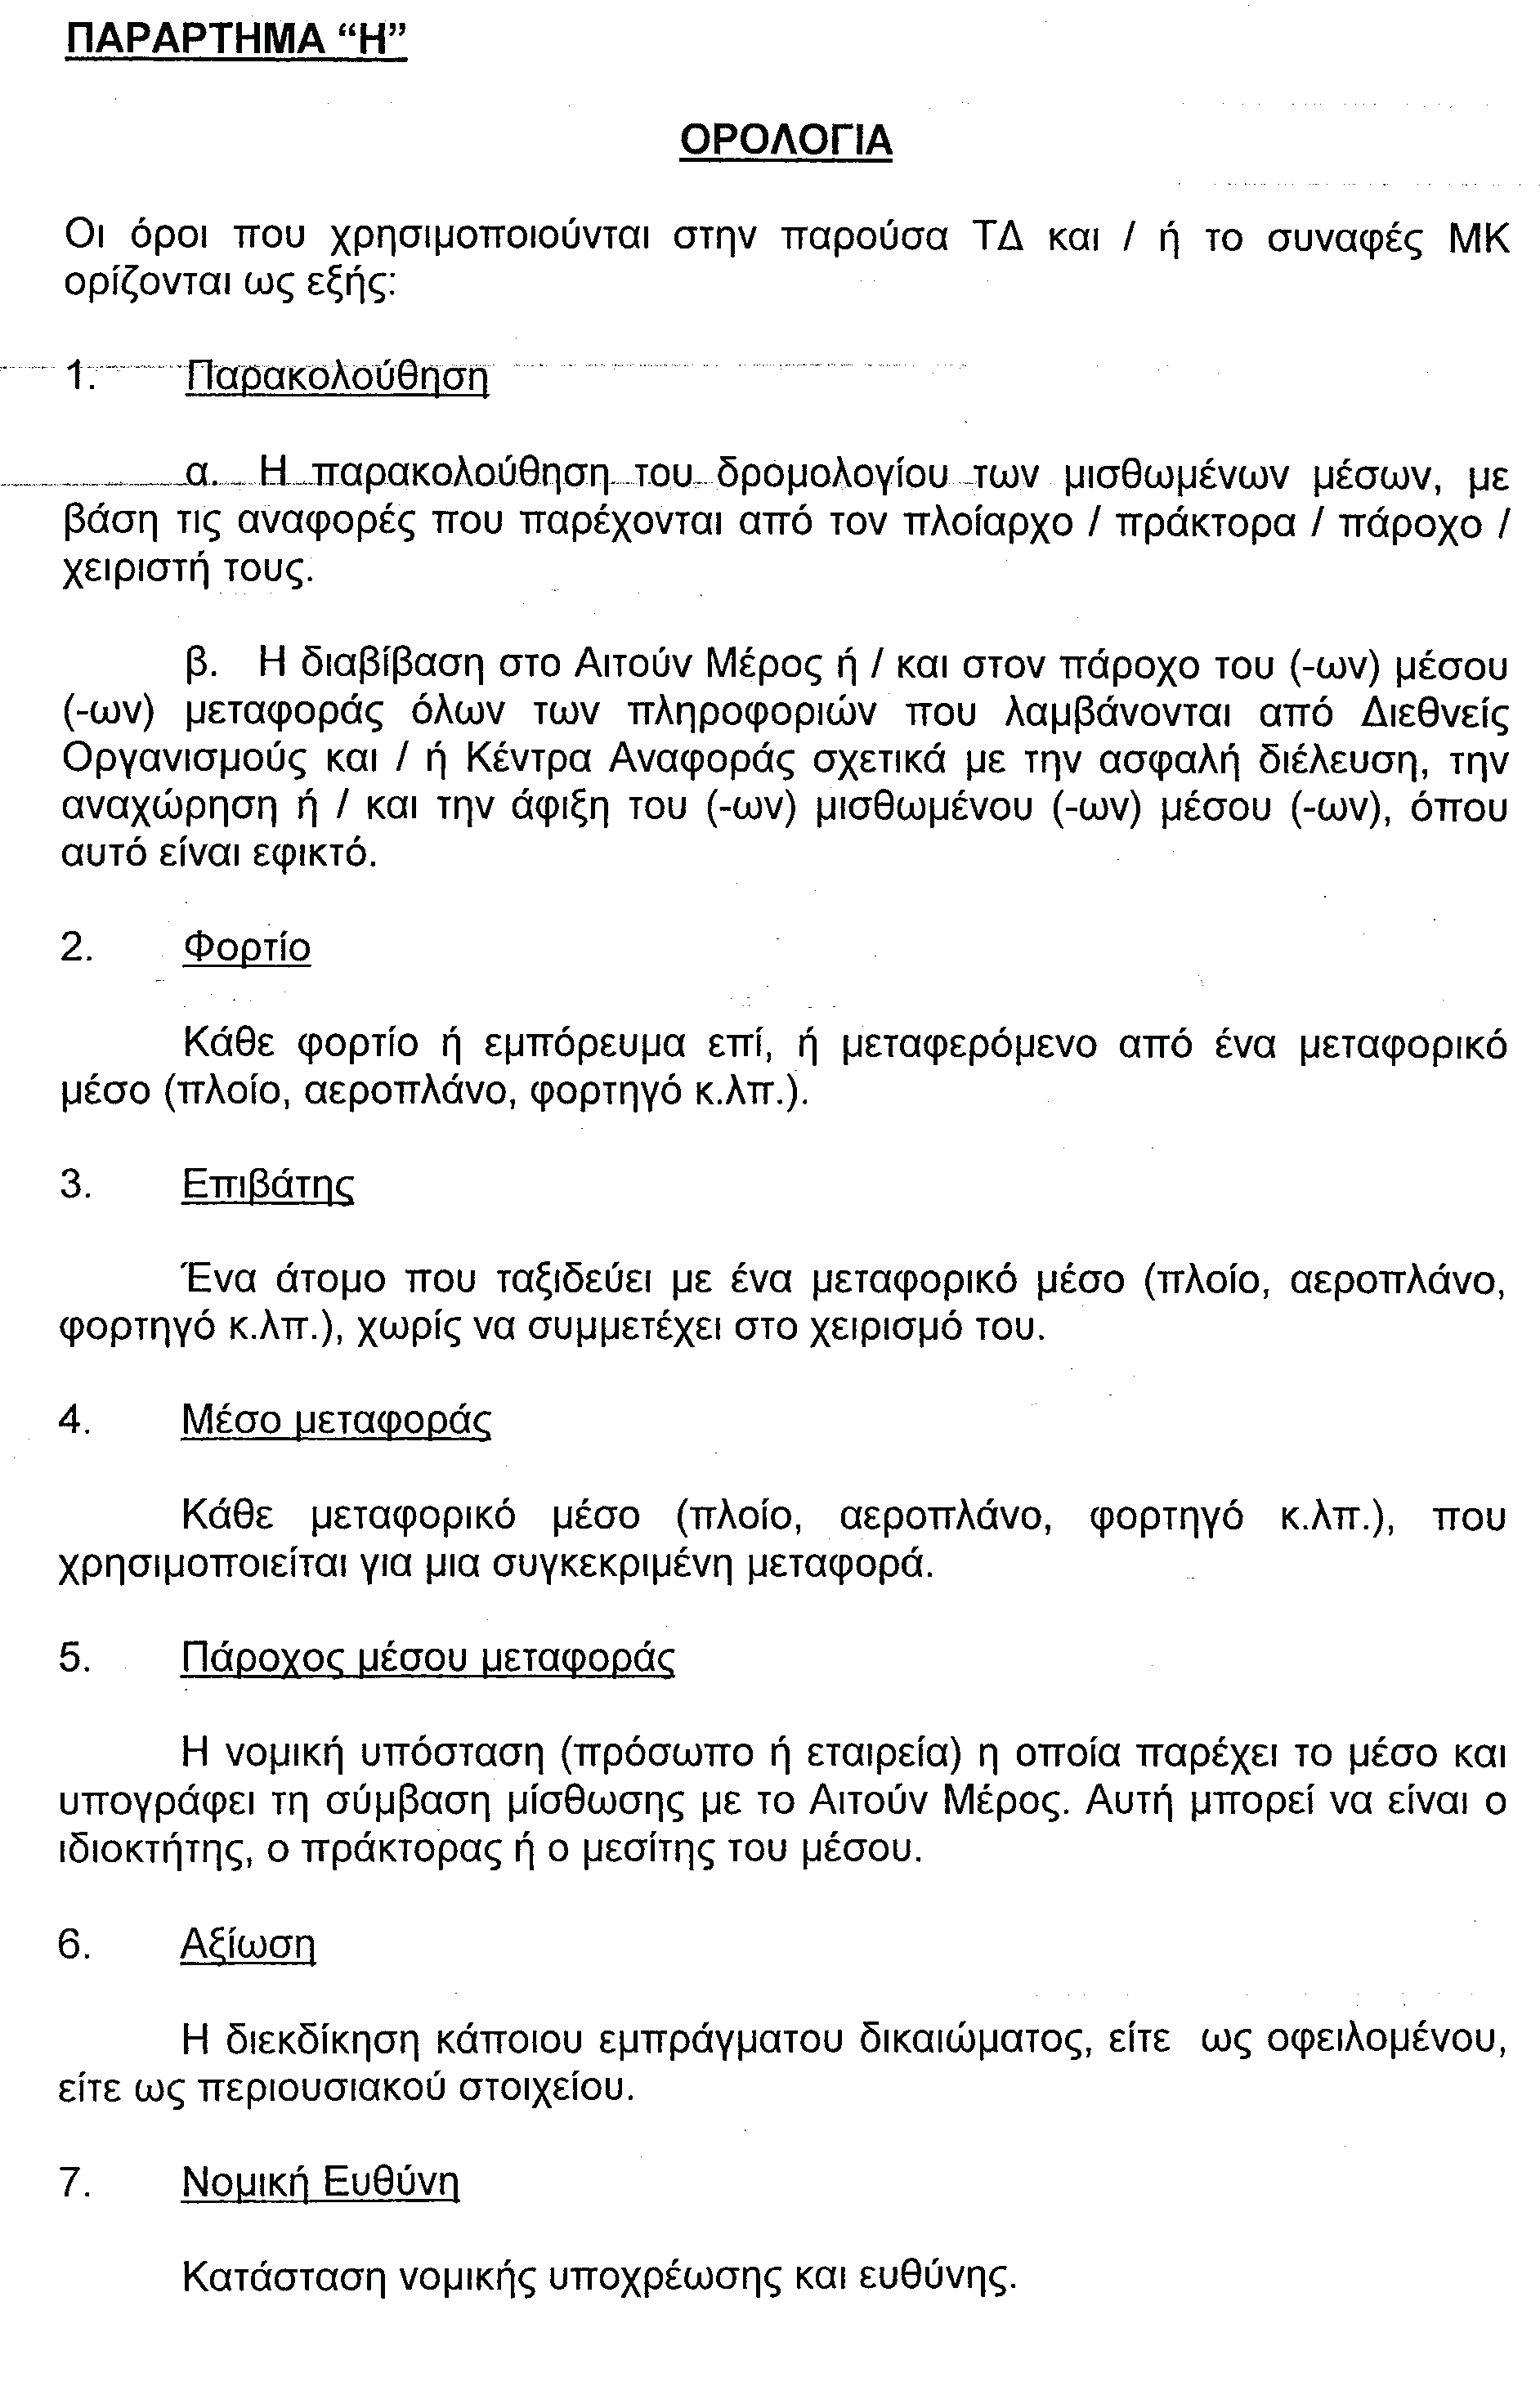 ΠΑΡΑΡΤΗΜΑ “Η”
ΟΡΟΛΟΓΙΑ
Οι όροι που χρησιμοποιούνται στην παρούσα ΤΔ και / ή το συναφές ΜΚ
ορίζονται ως εξής:
1. Παρακολούθηση
α. Η παρακολούθηση του δρομολογίου των μισθωμένων μέσων, με
βάση τις αναφορές που παρέχονται από τον πλοίαρχο / πράκτορα / πάροχο /
χειριστή τους.
β. Η διαβίβαση στο Αιτούν Μέρος ή / και στον πάροχο του (-ων) μέσου
(-ων) μεταφοράς όλων των πληροφοριών που λαμβάνονται από Διεθνείς
Οργανισμούς και / ή Κέντρα Αναφοράς σχετικά με την ασφαλή διέλευση, την
αναχώρηση ή / και την άφιξη του (-ων) μισθωμένου (-ων) μέσου (-ων), όπου
αυτό είναι εφικτό.
2. Φορτίο
Κάθε φορτίο ή εμπόρευμα επί, ή μεταφερόμενο από ένα μεταφορικό
μέσο (πλοίο, αεροπλάνο, φορτηγό κ.λπ.).
3. Επιβάτης
Ένα άτομο που ταξιδεύει με ένα μεταφορικό μέσο (πλοίο, αεροπλάνο,
φορτηγό κ.λπ.), χωρίς να συμμετέχει στο χειρισμό του.
4. Μέσο μεταφοράς
Κάθε μεταφορικό μέσο (πλοίο, αεροπλάνο, φορτηγό κ.λπ.), που
χρησιμοποιείται για μια συγκεκριμένη μεταφορά.
5. Πάροχος μέσου μεταφοράς
Η νομική υπόσταση (πρόσωπο ή εταιρεία) η οποία παρέχει το μέσο και
υπογράφει τη σύμβαση μίσθωσης με το Αιτούν Μέρος. Αυτή μπορεί να είναι ο
ιδιοκτήτης, ο πράκτορας ή ο μεσίτης του μέσου.
6. Αξίωση
Η διεκδίκηση κάποιου εμπράγματου δικαιώματος, είτε ως οφειλομένου,
είτε ως περιουσιακού στοιχείου.
7. Νομική Ευθύνη
Κατάσταση νομικής υποχρέωσης και ευθύνης.